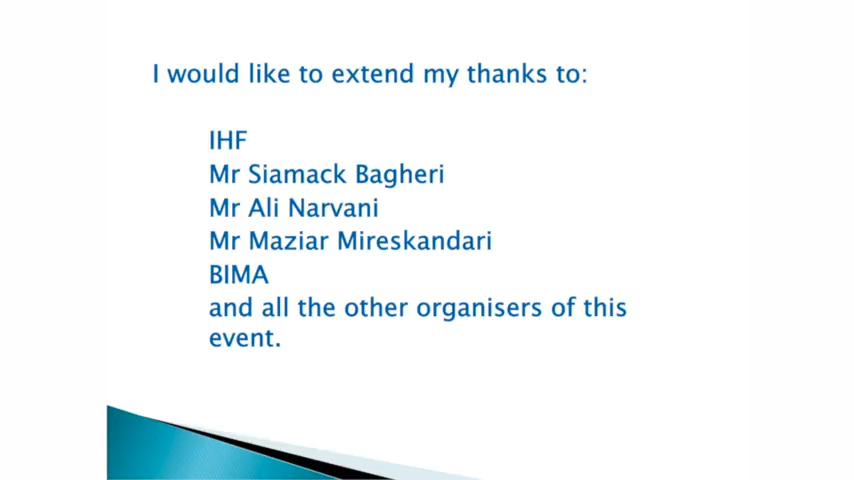 I would like to extend my thanks to:
IHF
Mr Siamack Bagheri
Mr Ali Narvani
Mr Maziar Mireskandari
BIMA
and all the other organisers of this
event.